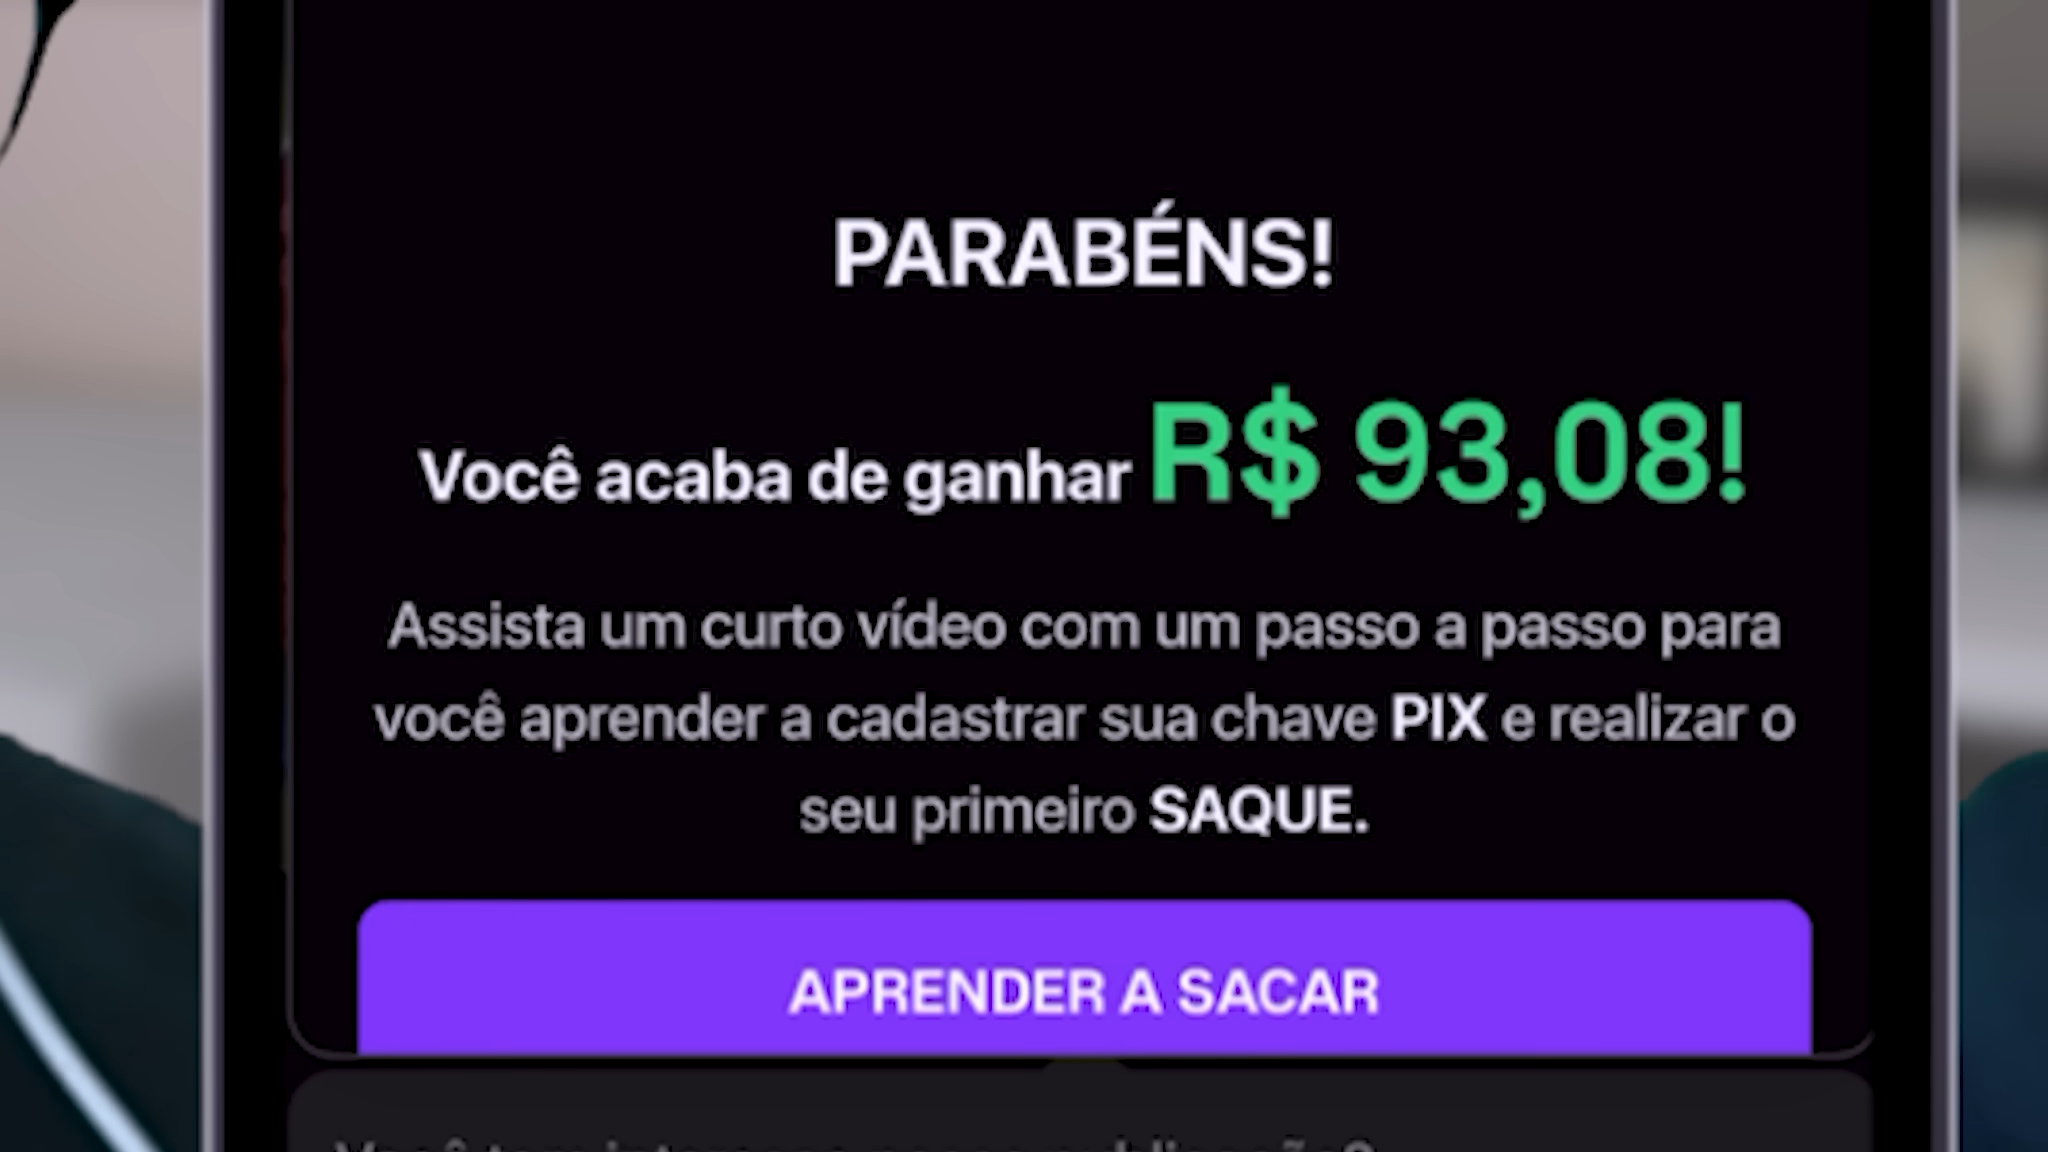 PARABÉNS!
Você acaba de ganhar R$ 93,08!
Assista um curto vídeo com um passo a passo para
você aprender a cadastrar sua chave PIX e realizar o
seu primeiro SAQUE.
APRENDER A SACAR